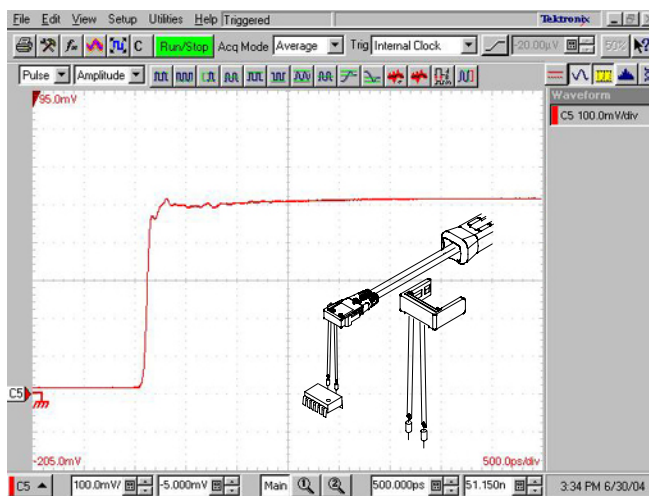 File Edit View Setup Utilities Help Triggered Tektronix
Run/Stop Acq Mode Average Trig Internal Clock -20.00µV 50%
Pulse Amplitude
95.0mV
Waveform
C5 100.0mV/div
C5
-205.0mV
500.0ps/div
C5 100.0mV/ -5.000mV Main 500.000ps 51.150n 3:34 PM 6/30/04